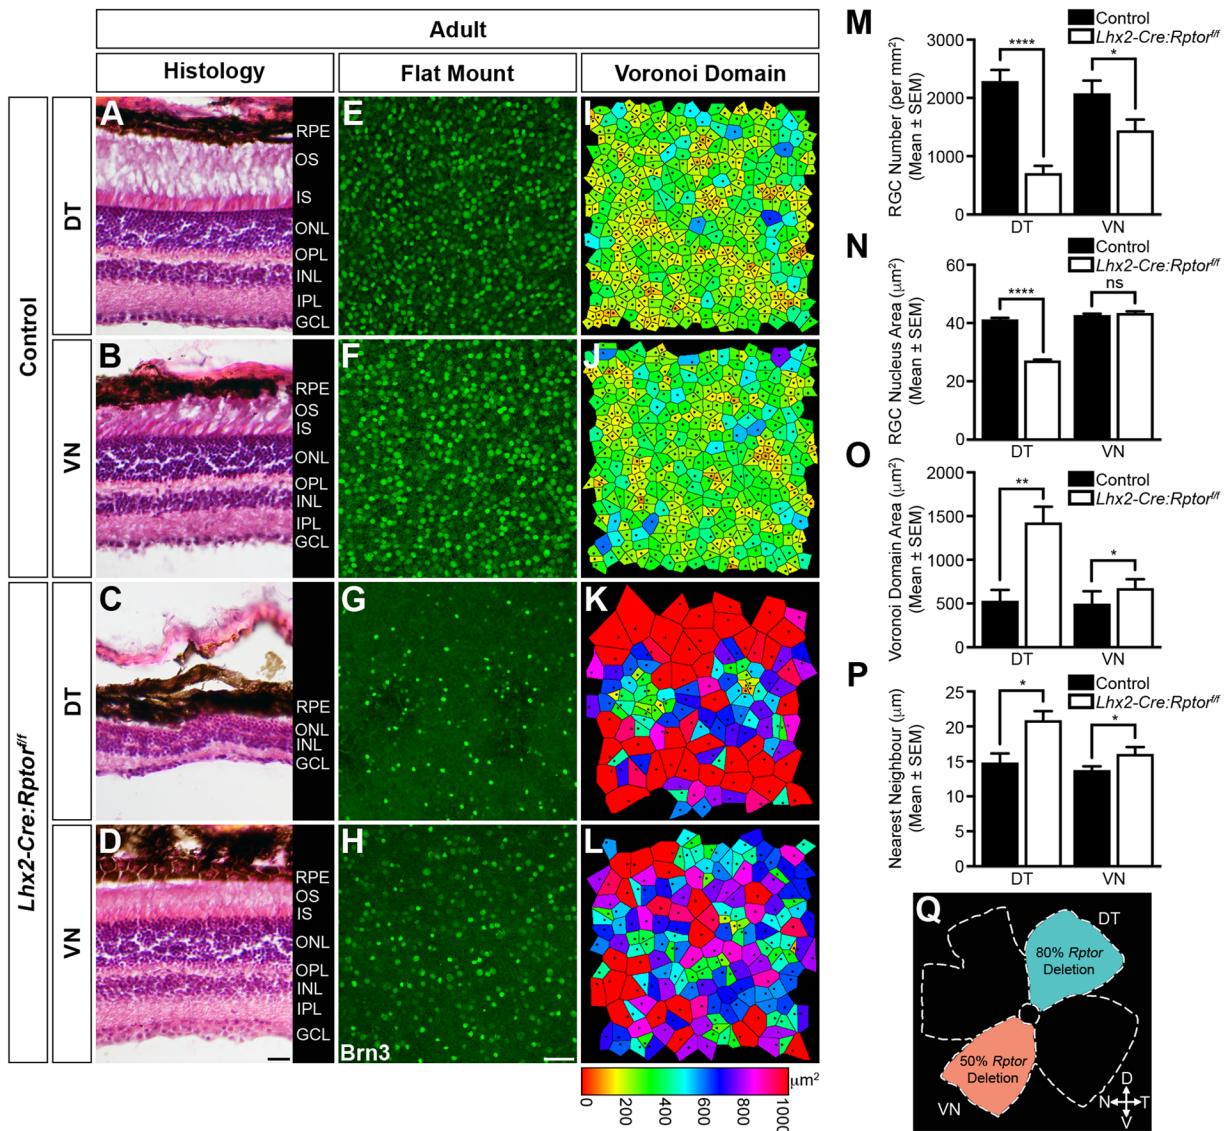 Adult
Histology
Flat Mount
Voronoi Domain
Control
DT
VN
Lhx2-Cre:Rptorf/f
DT
VN
A
RPE
OS
IS
ONL
OPL
INL
IPL
GCL
B
RPE
OS
IS
ONL
OPL
INL
IPL
GCL
C
RPE
ONL
INL
GCL
D
RPE
OS
IS
ONL
OPL
INL
IPL
GCL
E
F
G
H
Brn3
I
J
K
L
0
200
400
600
800
1000
μm²
M
Control
Lhx2-Cre:Rptorf/f
RGC Number (per mm²)
(Mean ± SEM)
3000
2000
1000
0
****
*
DT
VN
N
Control
Lhx2-Cre:Rptorf/f
RGC Nucleus Area (μm²)
(Mean ± SEM)
60
40
20
0
****
ns
DT
VN
O
Control
Lhx2-Cre:Rptorf/f
Voronoi Domain Area (μm²)
(Mean ± SEM)
2000
1500
1000
500
0
**
*
DT
VN
P
Control
Lhx2-Cre:Rptorf/f
Nearest Neighbour (μm)
(Mean ± SEM)
25
20
15
10
5
0
*
*
DT
VN
Q
DT
80% Rptor
Deletion
50% Rptor
Deletion
VN
D
N T
V